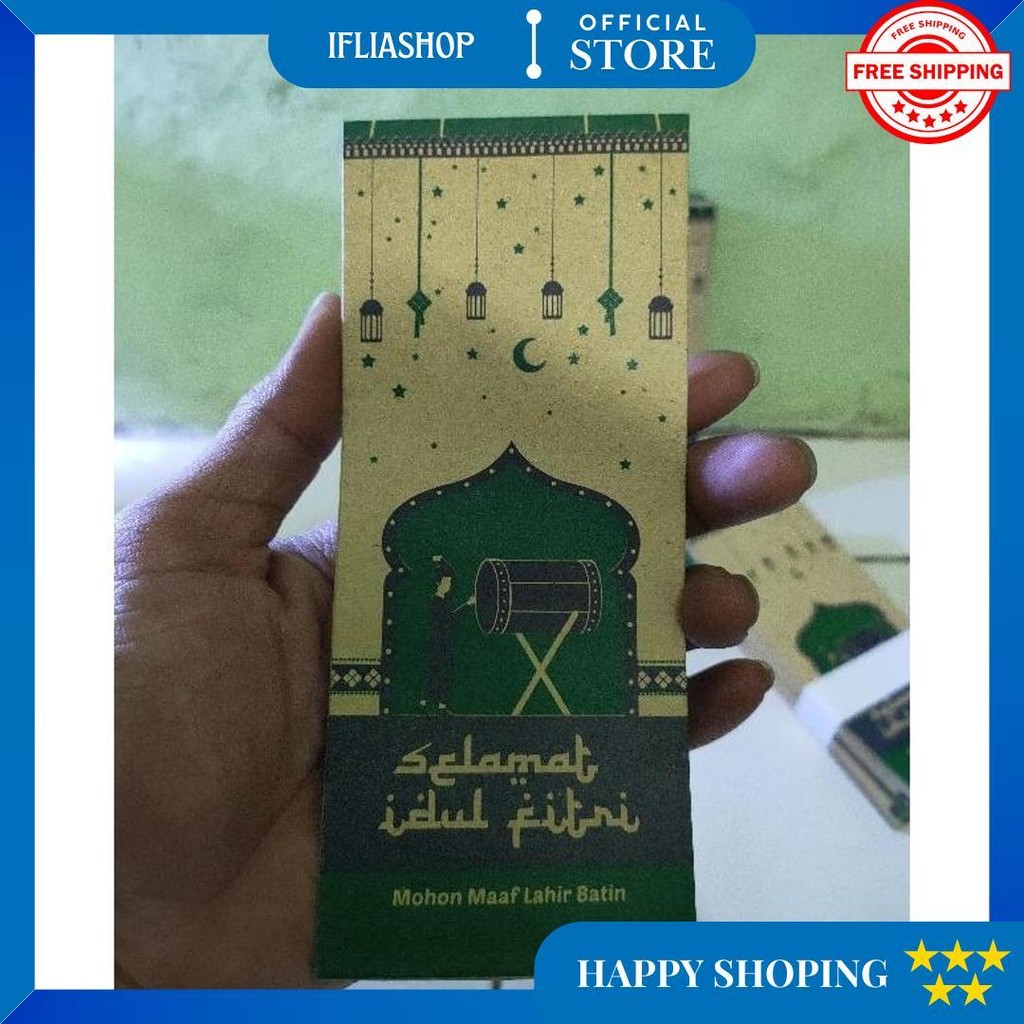 IFLIASHOP
OFFICIAL
STORE
FREE SHIPPING
FREE SHIPPING
Selamat
idul fitri
Mohon Maaf Lahir Batin
HAPPY SHOPING